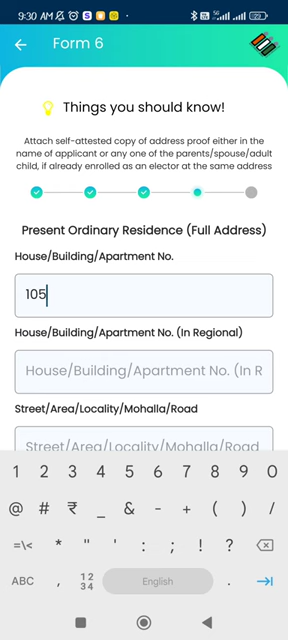 9:30 AM
Form 6
Things you should know!
Attach self-attested copy of address proof either in the
name of applicant or any one of the parents/spouse/adult
child, if already enrolled as an elector at the same address
Present Ordinary Residence (Full Address)
House/Building/Apartment No.
105
House/Building/Apartment No. (In Regional)
House/Building/Apartment No. (In R
Street/Area/Locality/Mohalla/Road
Street/Area/Locality/Mohalla/Road
1 2 3 4 5 6 7 8 9 0
@ # ₹ _ & - + ( ) /
=\< * " ' : ; ! ?
ABC , 12 34 English .